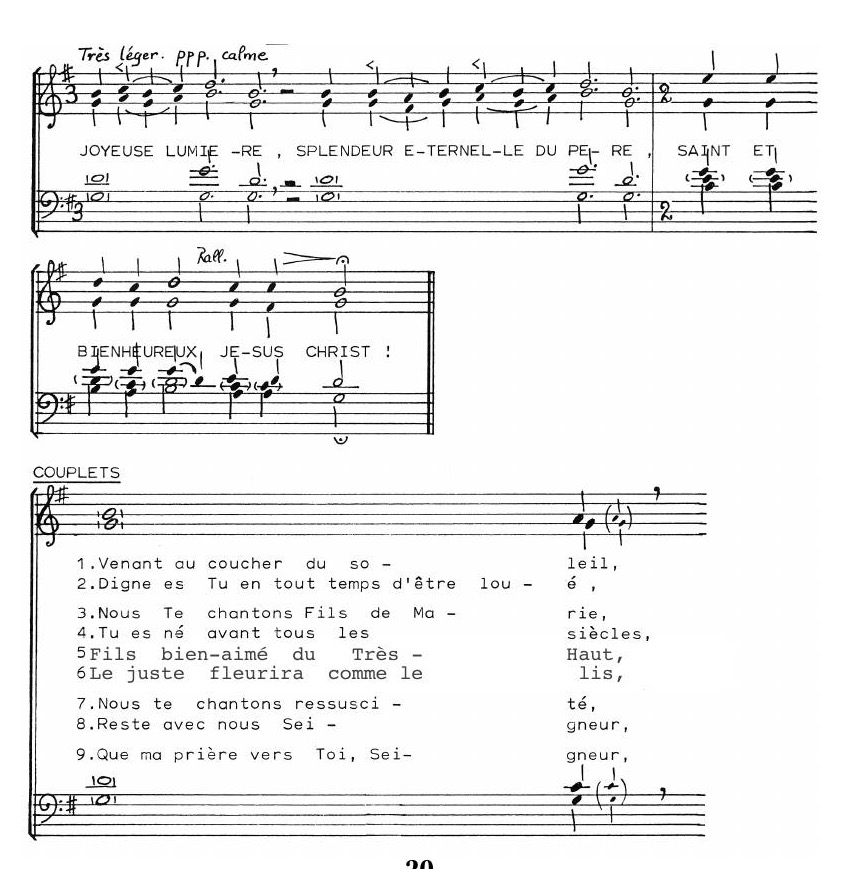 Très léger. ppp. calme
3
2
JOYEUSE LUMIE -RE , SPLENDEUR E-TERNEL-LE DU PE- RE , SAINT ET
3
2
Rall.
BIENHEUREUX, JE-SUS CHRIST !
COUPLETS
1.Venant au coucher du so - leil,
2.Digne es Tu en tout temps d'être lou - é ,
3.Nous Te chantons Fils de Ma - rie,
4.Tu es né avant tous les siècles,
5Fils bien-aimé du Très - Haut,
6Le juste fleurira comme le lis,
7.Nous te chantons ressusci - té,
8.Reste avec nous Sei - gneur,
9.Que ma prière vers Toi, Sei- gneur,
20